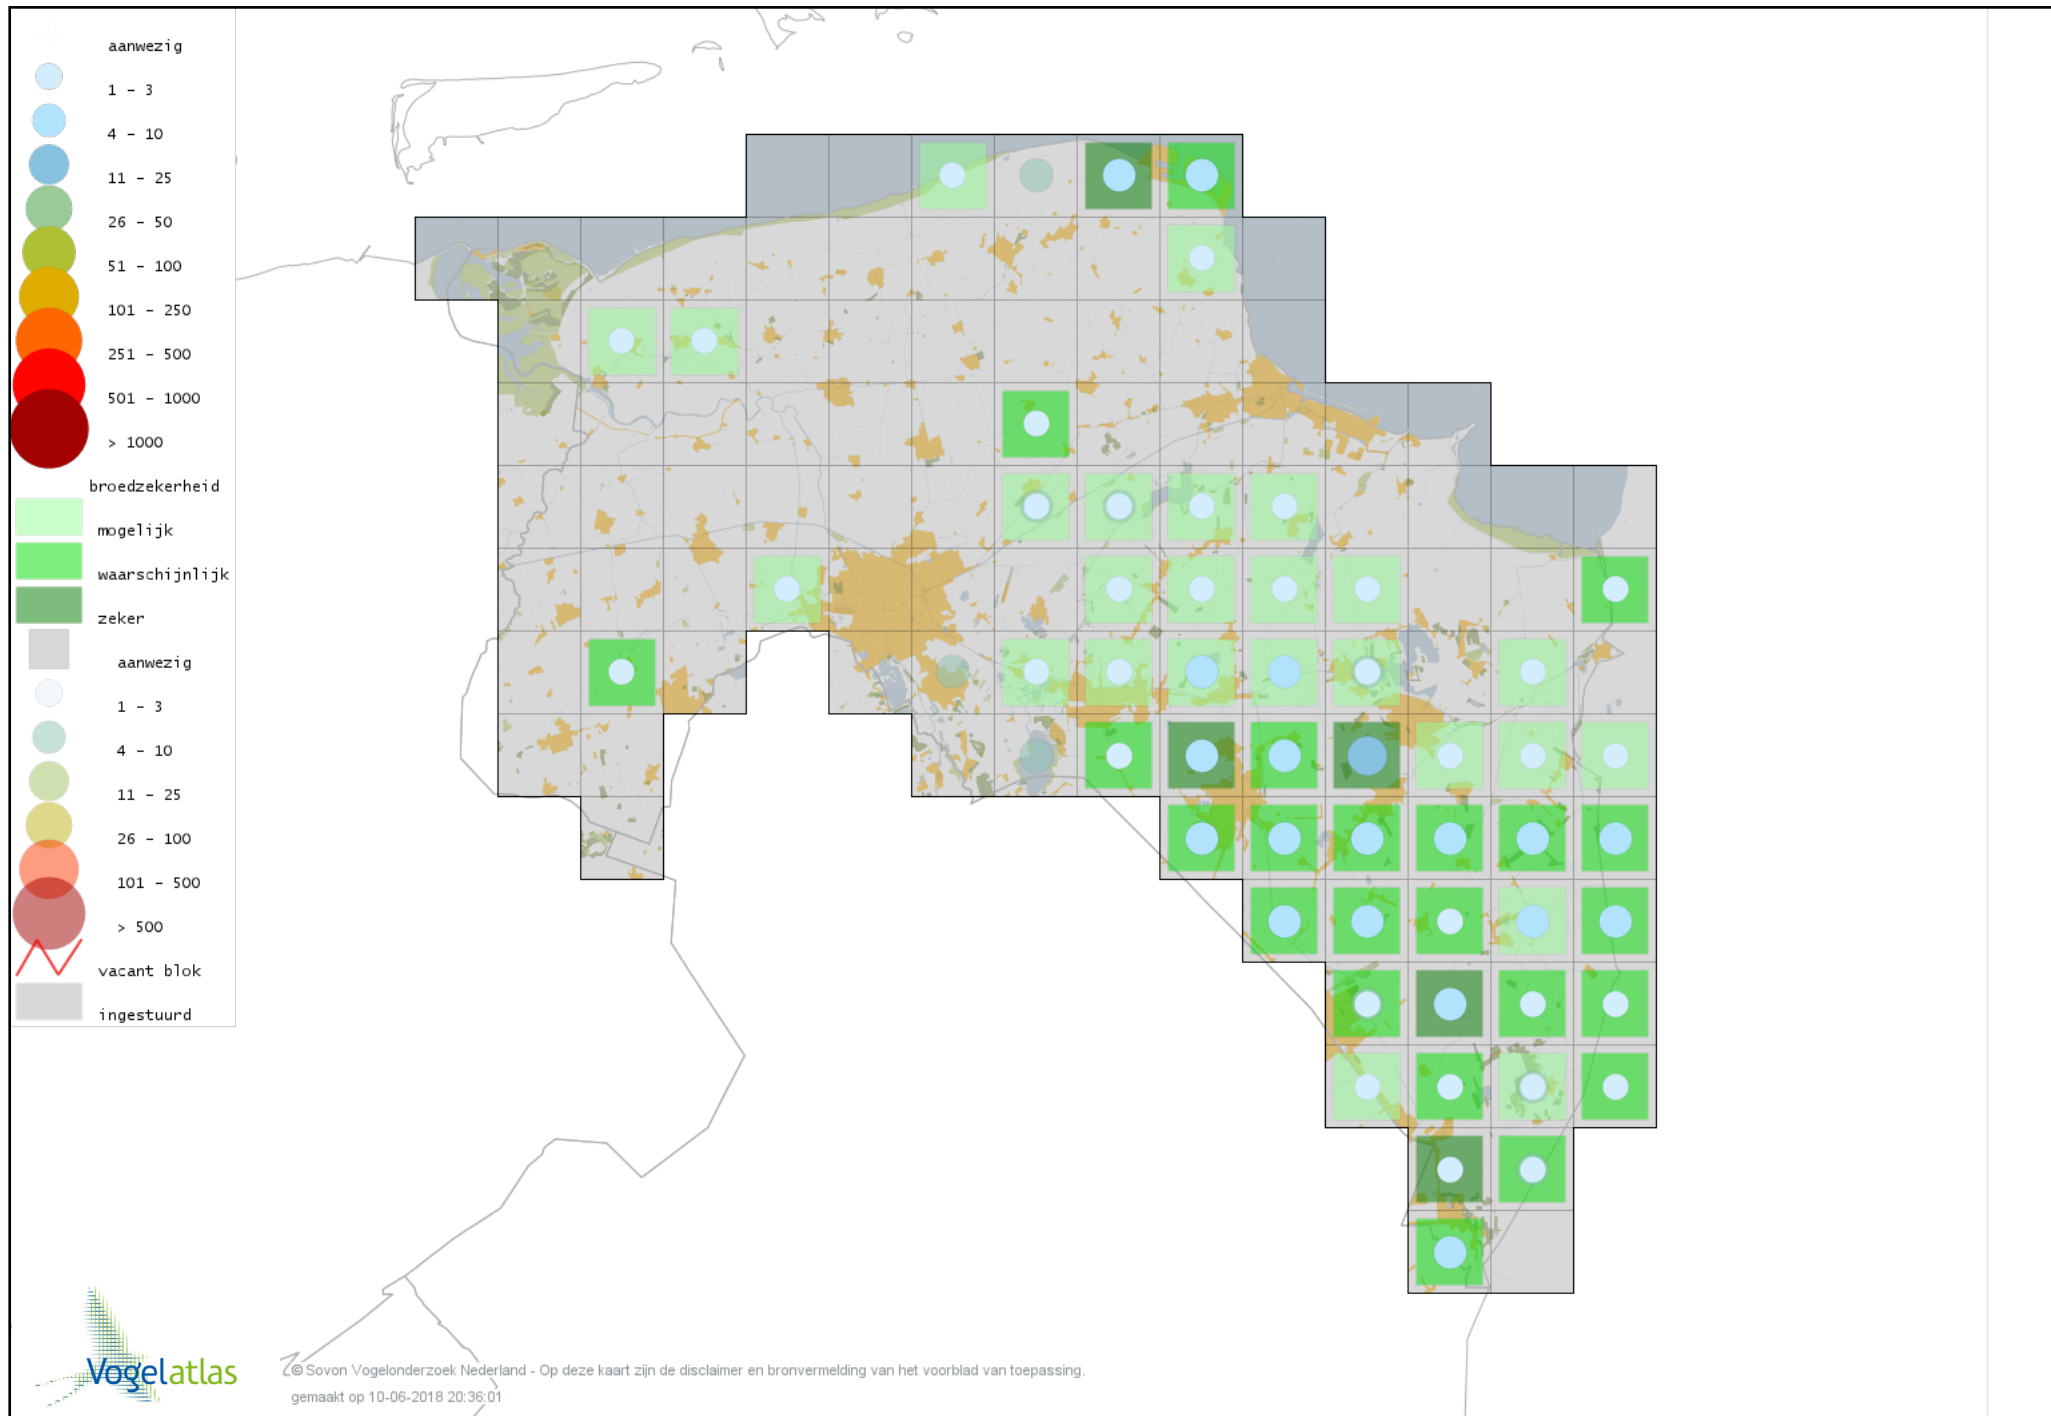 aanwezig
1 - 3
4 - 10
11 - 25
26 - 50
51 - 100
101 - 250
251 - 500
501 - 1000
> 1000
broedzekerheid
mogelijk
waarschijnlijk
zeker
aanwezig
1 - 3
4 - 10
11 - 25
26 - 100
101 - 500
> 500
vacant blok
ingestuurd
Vogelatlas
© Sovon Vogelonderzoek Nederland - Op deze kaart zijn de disclaimer en bronvermelding van het voorblad van toepassing.
gemaakt op 10-06-2018 20:36:01